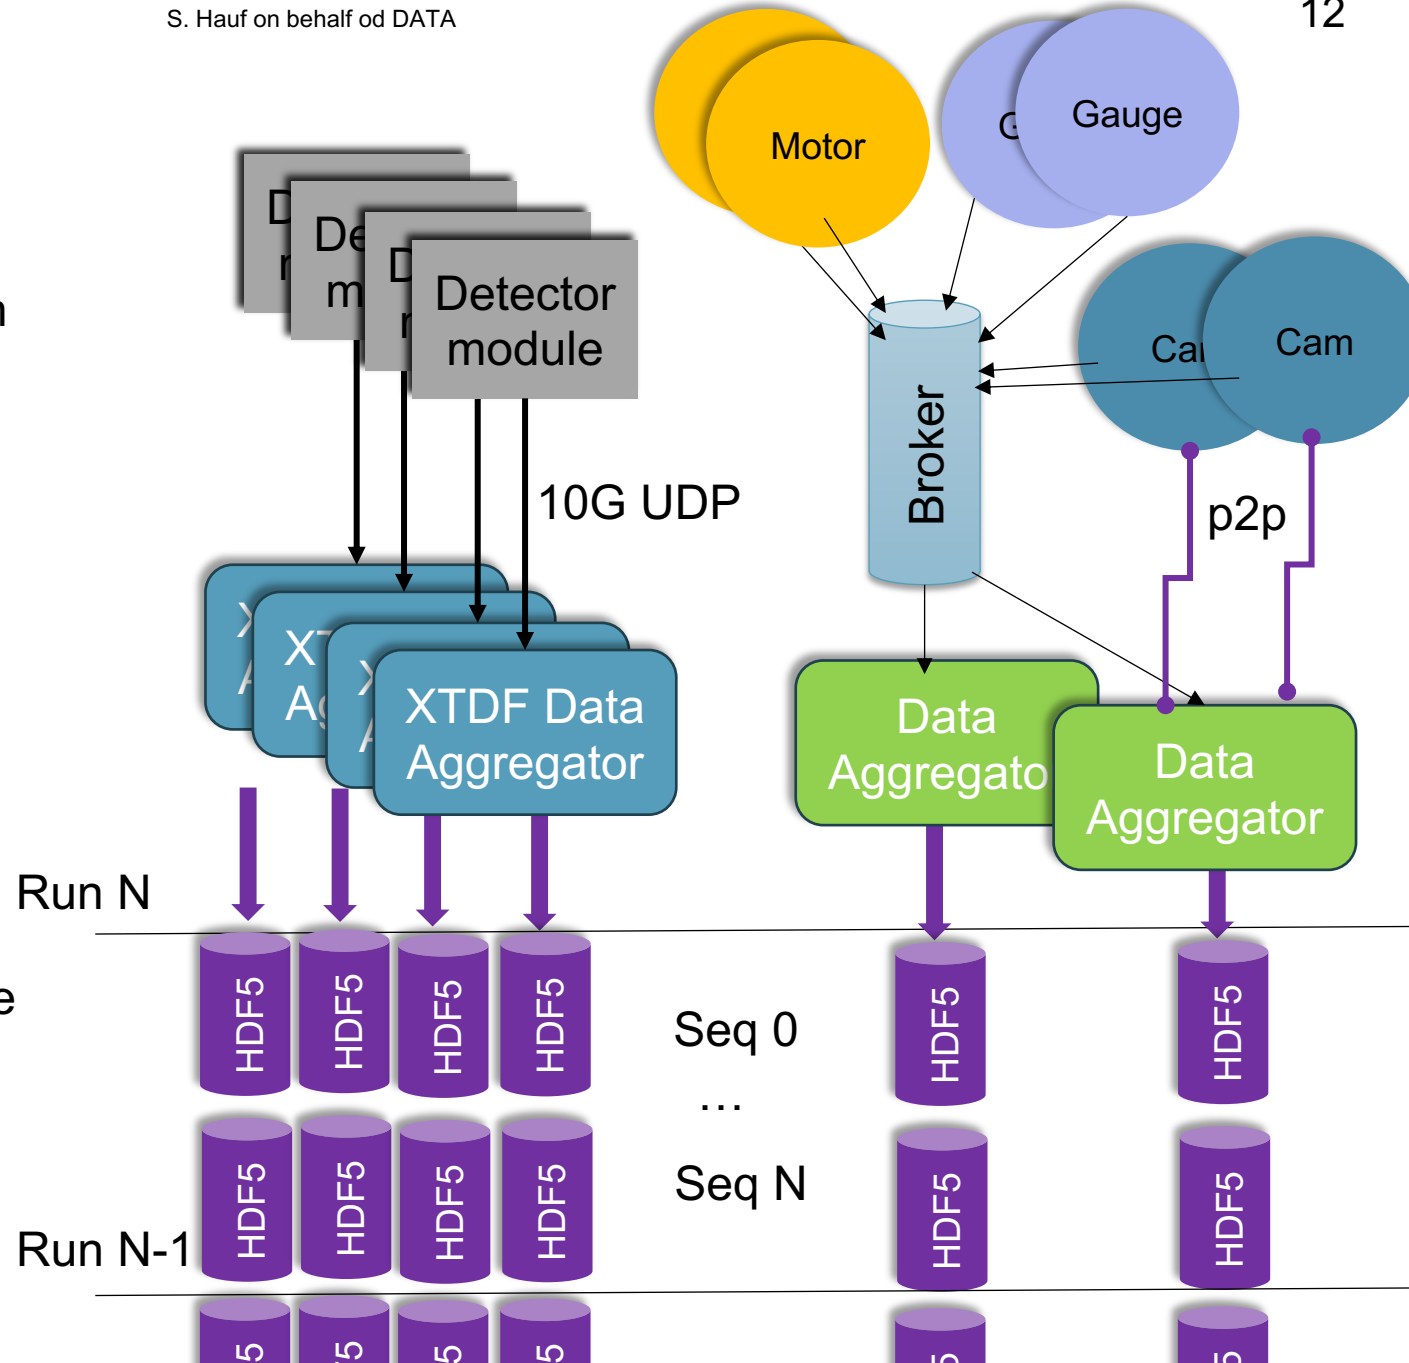 S. Hauf on behalf od DATA
12
Motor
Gauge
Detector
module
Cam
Broker
10G UDP
p2p
XTDF Data
Aggregator
Data
Aggregato
Data
Aggregator
Run N
HDF5
HDF5
HDF5
HDF5
Seq 0
HDF5
HDF5
…
HDF5
HDF5
HDF5
HDF5
Seq N
HDF5
HDF5
Run N-1